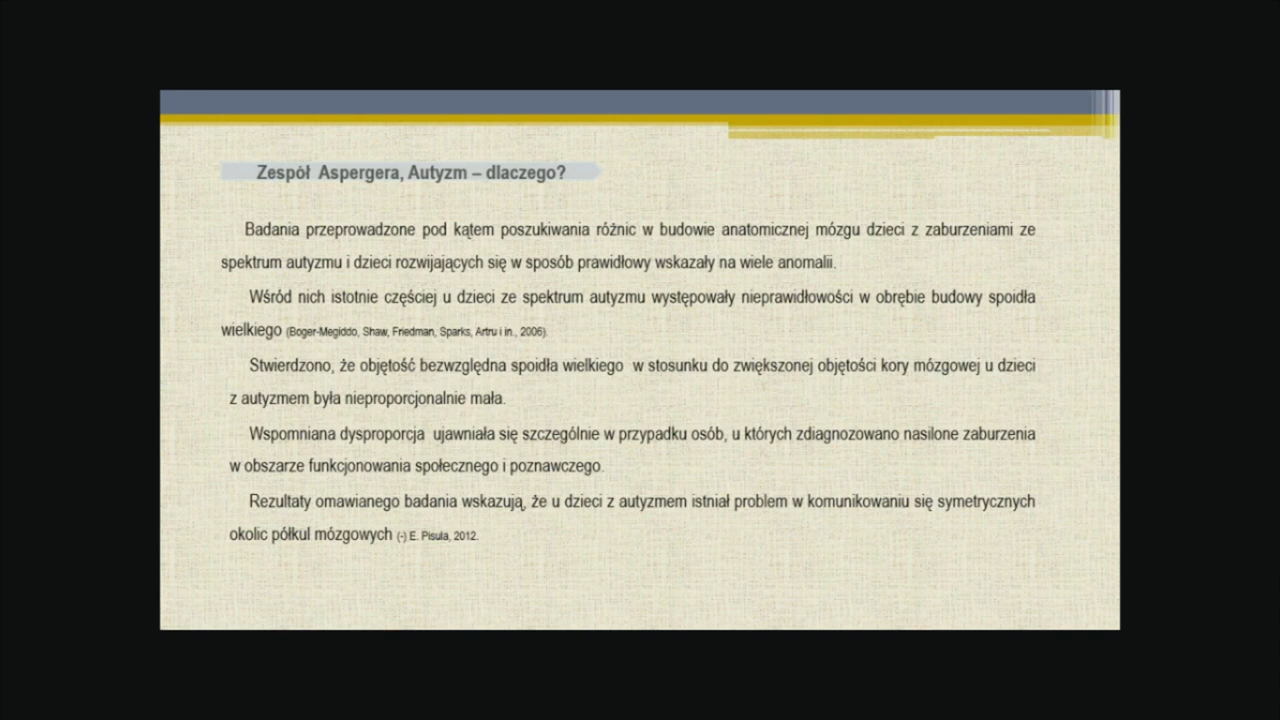 Zespół Aspergera, Autyzm – dlaczego?
Badania przeprowadzone pod kątem poszukiwania różnic w budowie anatomicznej mózgu dzieci z zaburzeniami ze
spektrum autyzmu i dzieci rozwijających się w sposób prawidłowy wskazały na wiele anomalii.
Wśród nich istotnie częściej u dzieci ze spektrum autyzmu występowały nieprawidłowości w obrębie budowy spoidła
wielkiego (Boger-Megiddo, Shaw, Friedman, Sparks, Artru i in., 2006).
Stwierdzono, że objętość bezwzględna spoidła wielkiego w stosunku do zwiększonej objętości kory mózgowej u dzieci
z autyzmem była nieproporcjonalnie mała.
Wspomniana dysproporcja ujawniała się szczególnie w przypadku osób, u których zdiagnozowano nasilone zaburzenia
w obszarze funkcjonowania społecznego i poznawczego.
Rezultaty omawianego badania wskazują, że u dzieci z autyzmem istniał problem w komunikowaniu się symetrycznych
okolic półkul mózgowych (-) E. Pisula, 2012.